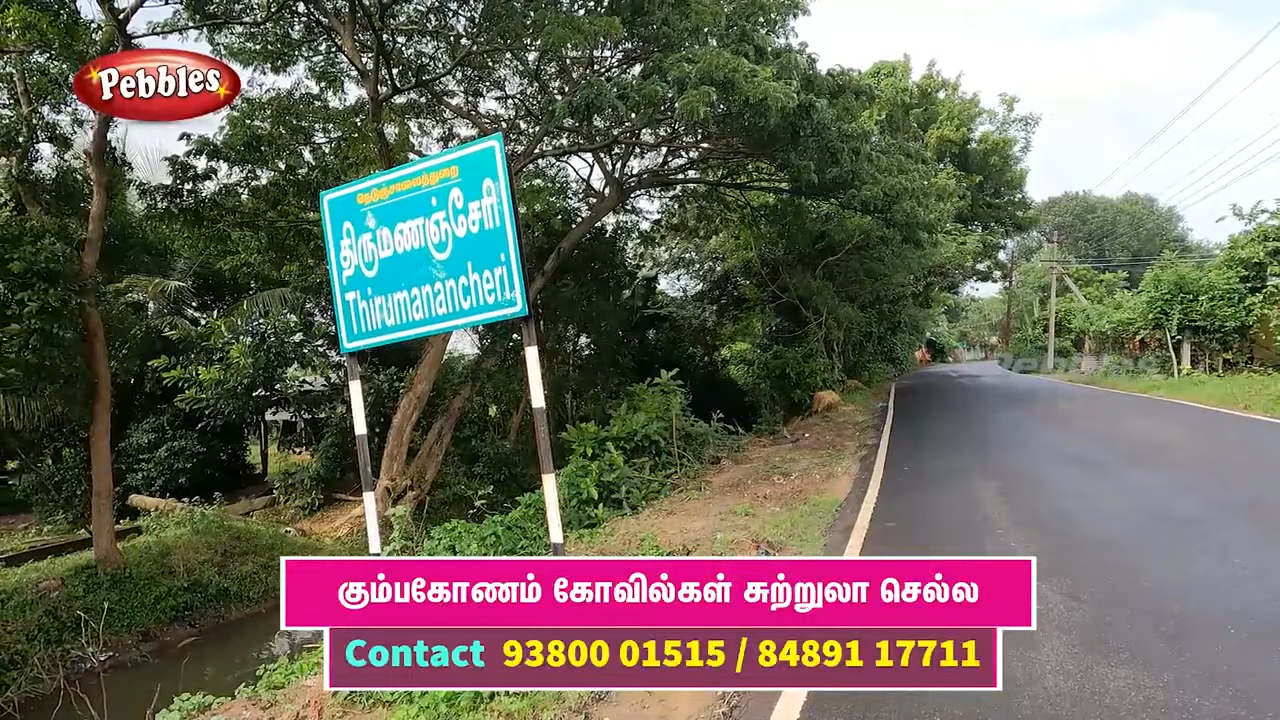 Pebbles
நெடுஞ்சாலைத்துறை
திருமணஞ்சேரி
Thirumanancheri
கும்பகோணம் கோவில்கள் சுற்றுலா செல்ல
Contact 93800 01515 / 84891 17711